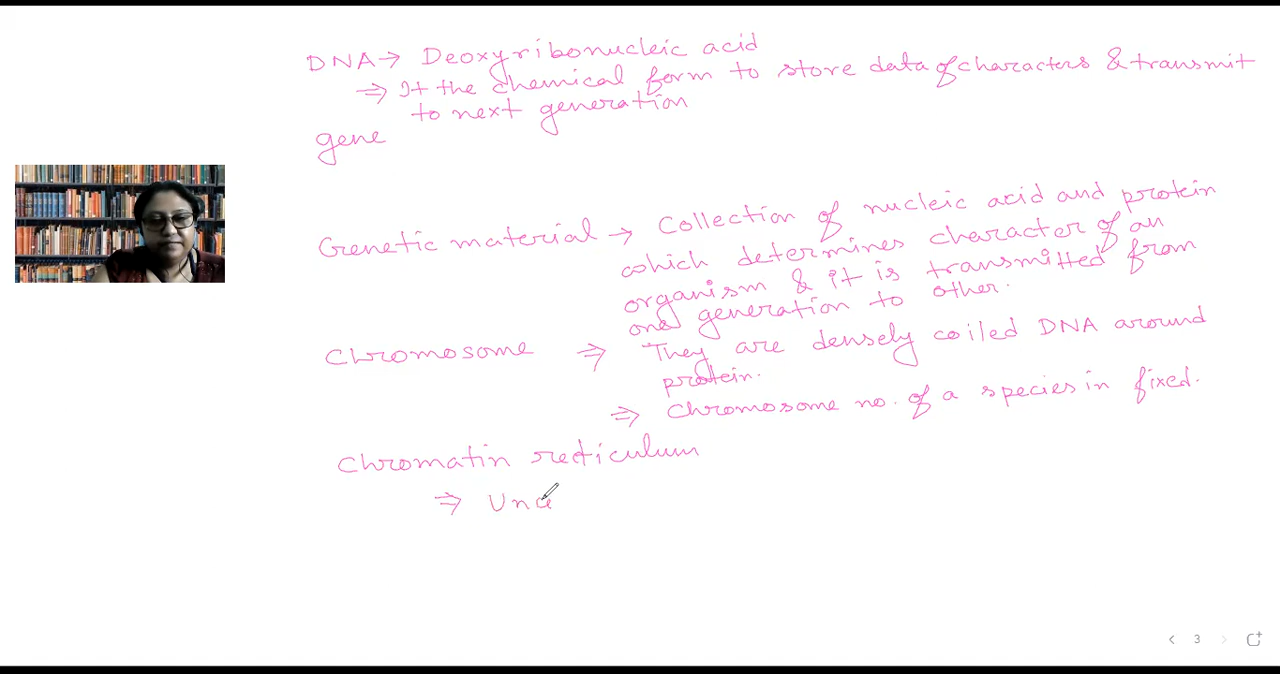 DNA → Deoxyribonucleic acid
⇒ It the chemical form to store data of characters & transmit
to next generation
gene
Genetic material → Collection of nucleic acid and protein
which determines character of an
organism & it is transmitted from
one generation to other.
Chromosome ⇒ They are densely coiled DNA around
protein.
⇒ Chromosome no. of a species in fixed.
Chromatin recticulum
⇒ Unc
3